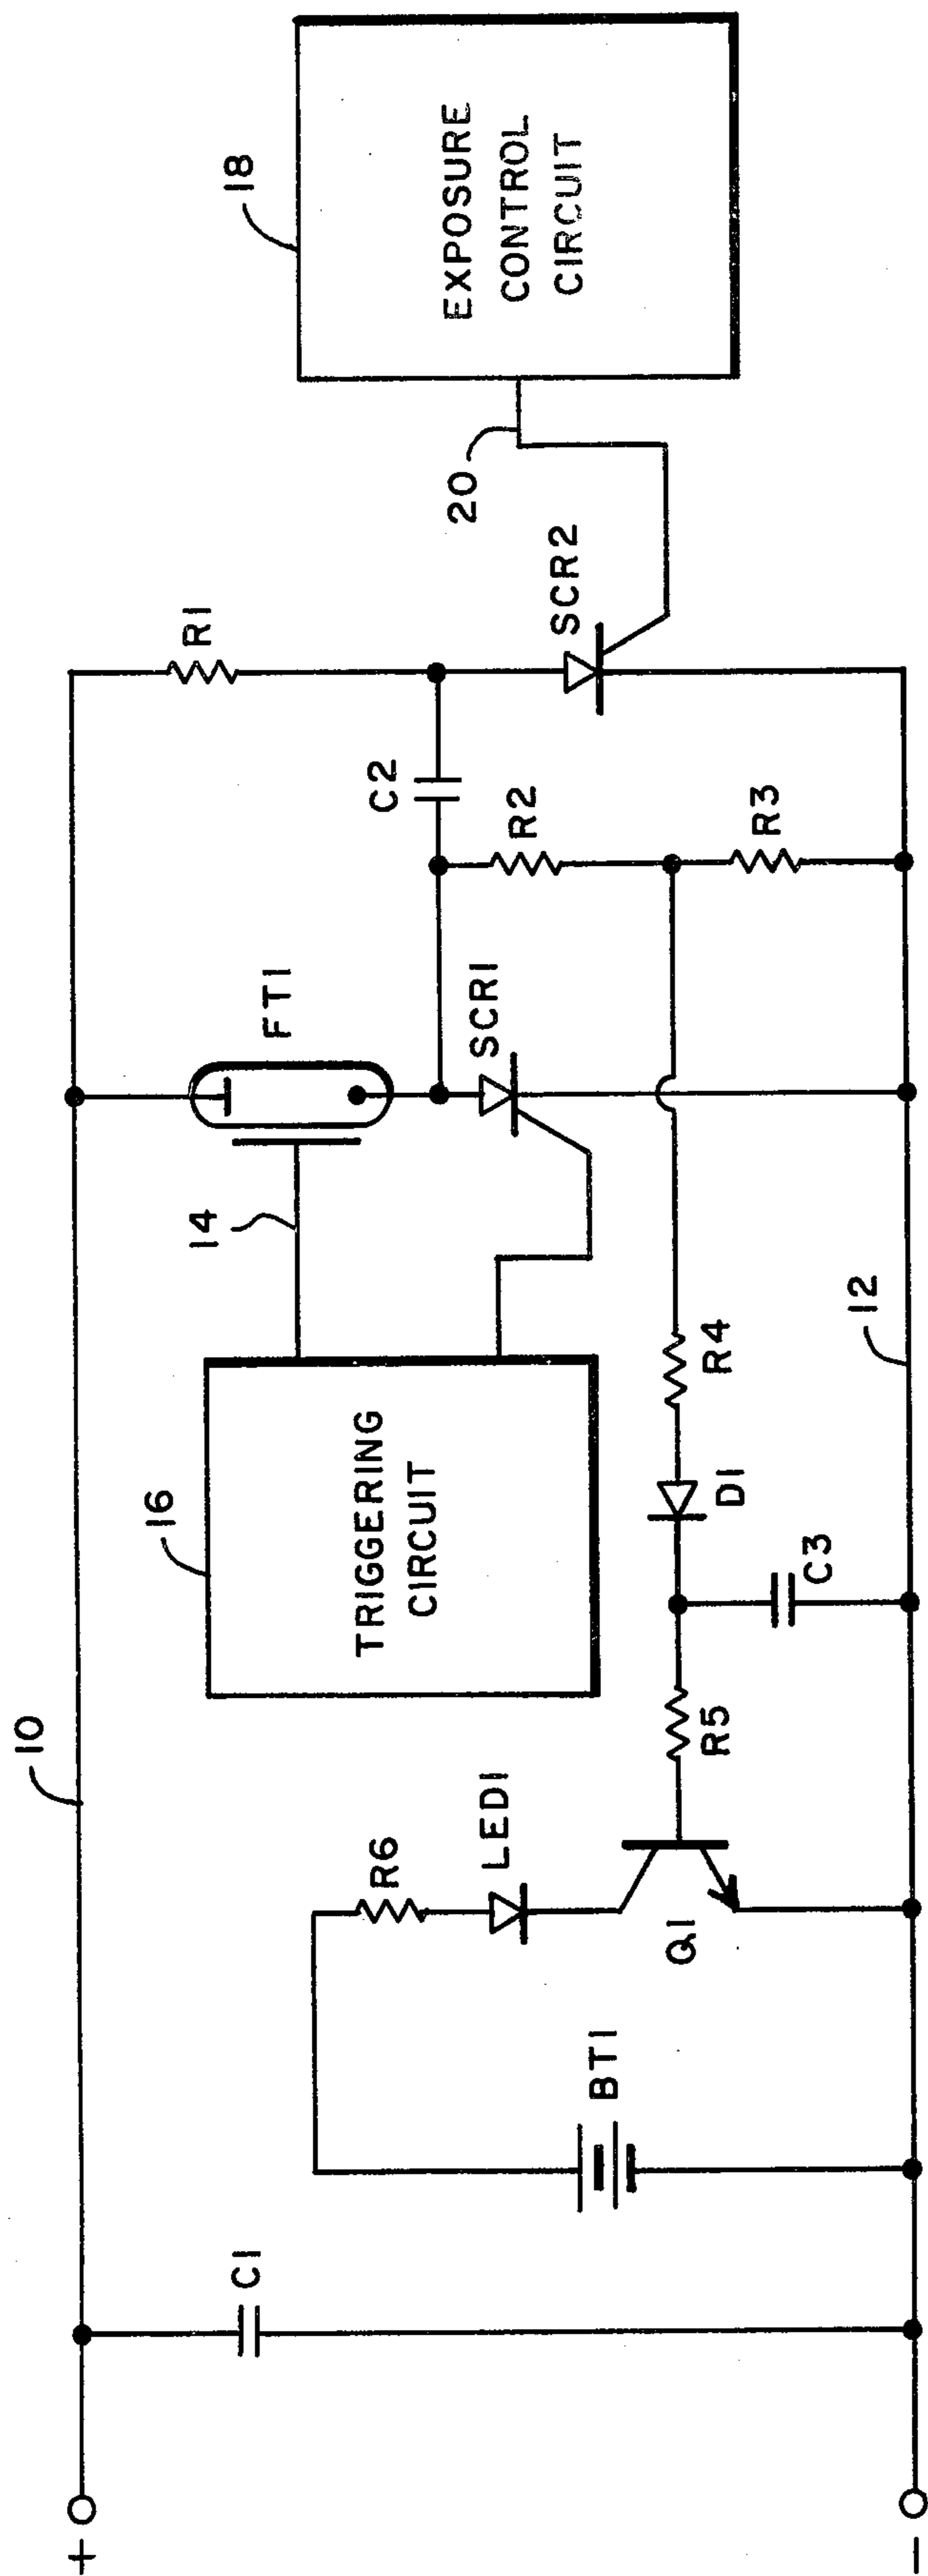 10
FT1
R1
18
EXPOSURE
CONTROL
CIRCUIT
C1
14
C2
20
16
TRIGGERING
CIRCUIT
R6
LED1
SCR1
R2
SCR2
BT1
Q1
R5
D1
R4
R3
C3
12
+
−